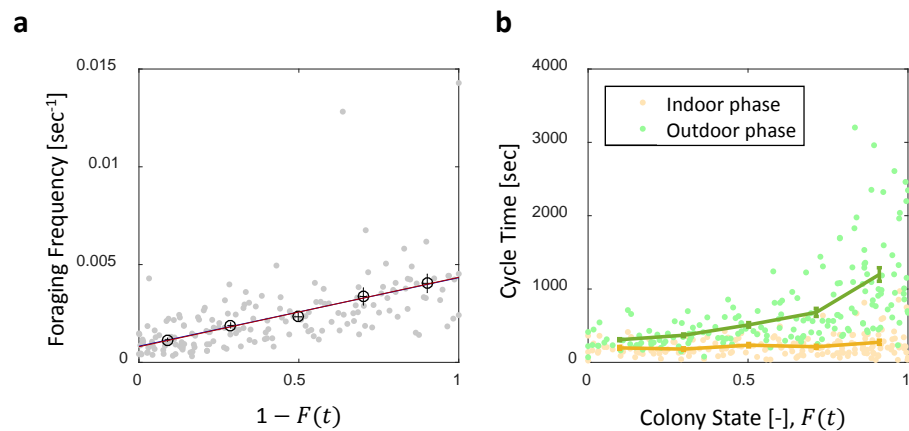 a
0.015
0.01
0.005
0
Foraging Frequency [sec⁻¹]
0
0.5
1
1 − F(t)
b
4000
3000
2000
1000
0
Cycle Time [sec]
Indoor phase
Outdoor phase
0
0.5
1
Colony State [-], F(t)